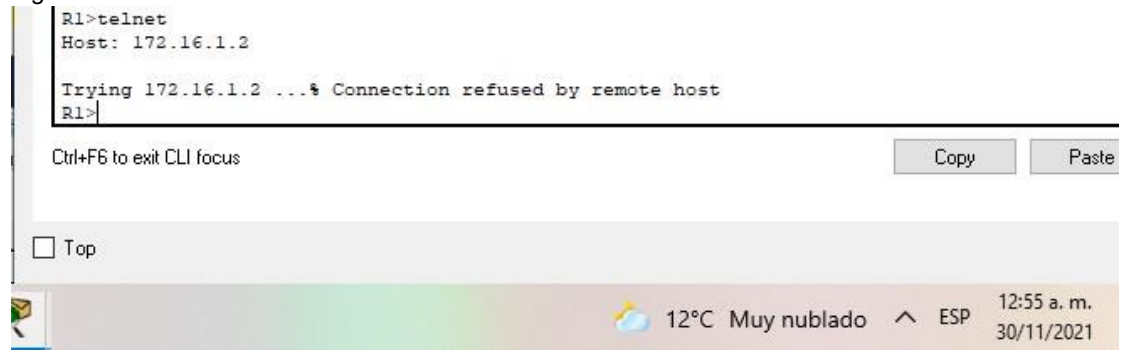 R1>telnet
Host: 172.16.1.2
Trying 172.16.1.2 ...% Connection refused by remote host
R1>
Ctrl+F6 to exit CLI focus
Copy
Paste
Top
12°C Muy nublado
ESP
12:55 a. m.
30/11/2021